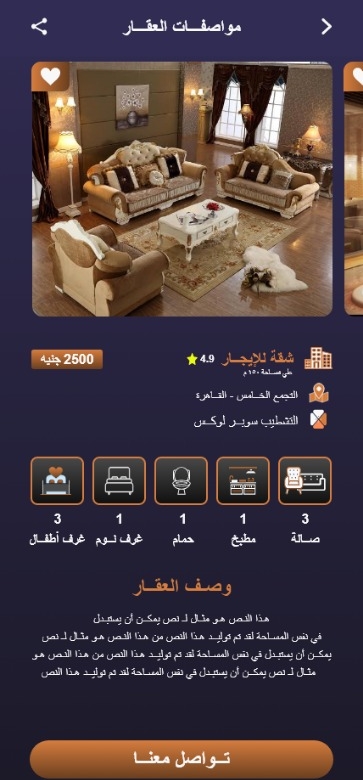 مواصفات العقار
شقة للإيجار 4.9
2500 جنيه
علي مساحة ١٥٠ م
التجمع الخامس - القاهرة
التشطيب سوبر لوكس
3 1 1 1 3
صالة مطبخ حمام غرف نوم غرف أطفال
وصف العقار
هذا النص هو مثال لـ نص يمكن أن يستبدل
في نفس المساحة لقد تم توليد هذا النص من هذا النص هو مثال لـ نص
يمكن أن يستبدل في نفس المساحة لقد تم توليد هذا النص من هذا النص هو
مثال لـ نص يمكن أن يستبدل في نفس المساحة لقد تم توليد هذا النص
تواصل معنا